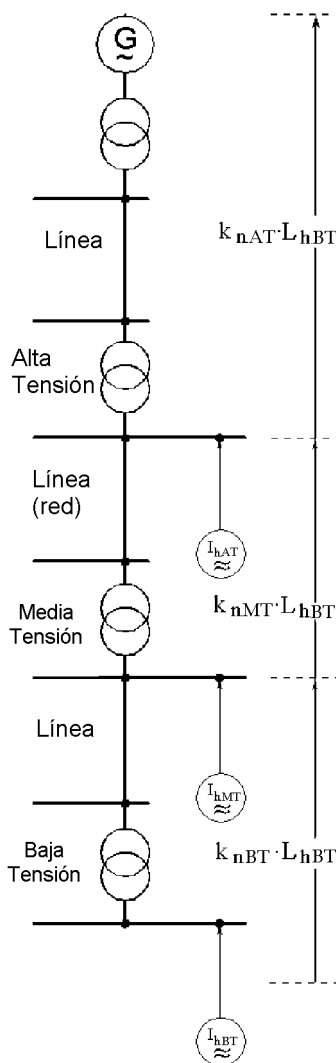 G
~
Línea
k nAT·L hBT
Alta
Tensión
Línea
(red)
I hAT
≈
Media
Tensión
k nMT·L hBT
Línea
I hMT
≈
Baja
Tensión
k nBT·L hBT
I hBT
≈